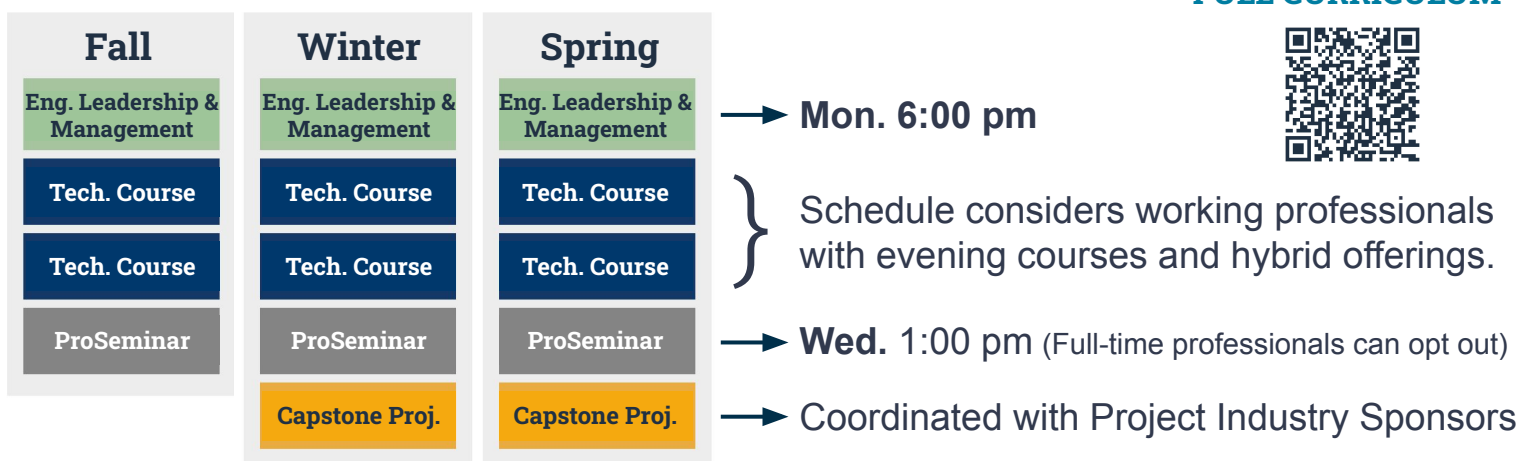 FULL CURRICULUM
Fall
Eng. Leadership &
Management
Tech. Course
Tech. Course
ProSeminar
Winter
Eng. Leadership &
Management
Tech. Course
Tech. Course
ProSeminar
Capstone Proj.
Spring
Eng. Leadership &
Management
Tech. Course
Tech. Course
ProSeminar
Capstone Proj.
Mon. 6:00 pm
Schedule considers working professionals
with evening courses and hybrid offerings.
Wed. 1:00 pm (Full-time professionals can opt out)
Coordinated with Project Industry Sponsors